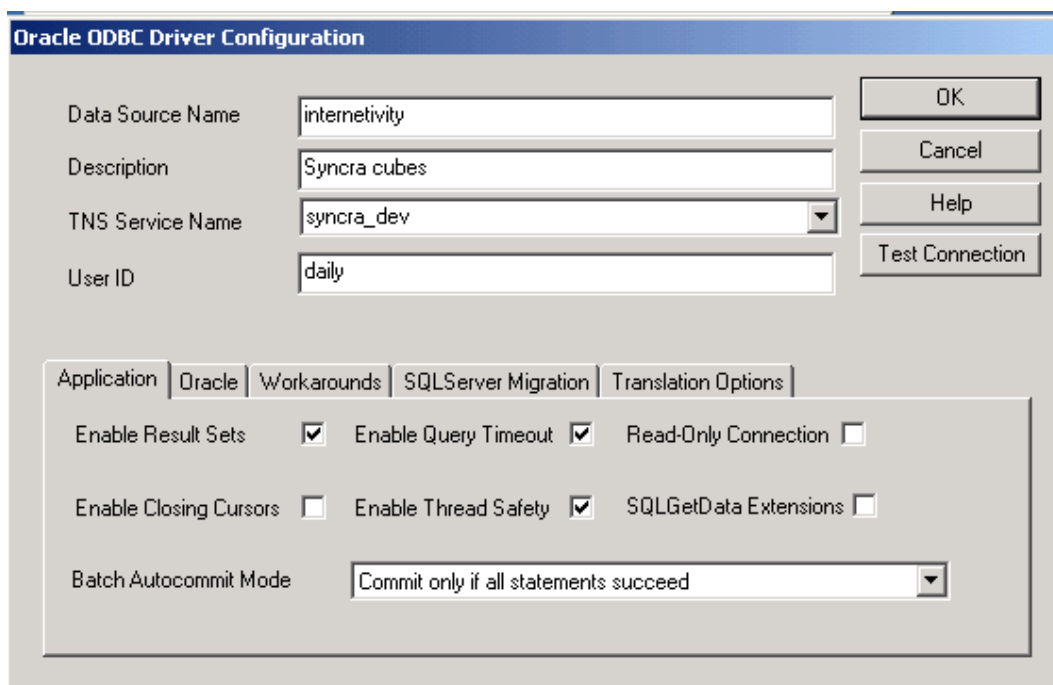 Oracle ODBC Driver Configuration
Data Source Name internetivity OK
Description Syncra cubes Cancel
TNS Service Name syncra_dev Help
User ID daily Test Connection
Application Oracle Workarounds SQLServer Migration Translation Options
Enable Result Sets Enable Query Timeout Read-Only Connection
Enable Closing Cursors Enable Thread Safety SQLGetData Extensions
Batch Autocommit Mode Commit only if all statements succeed